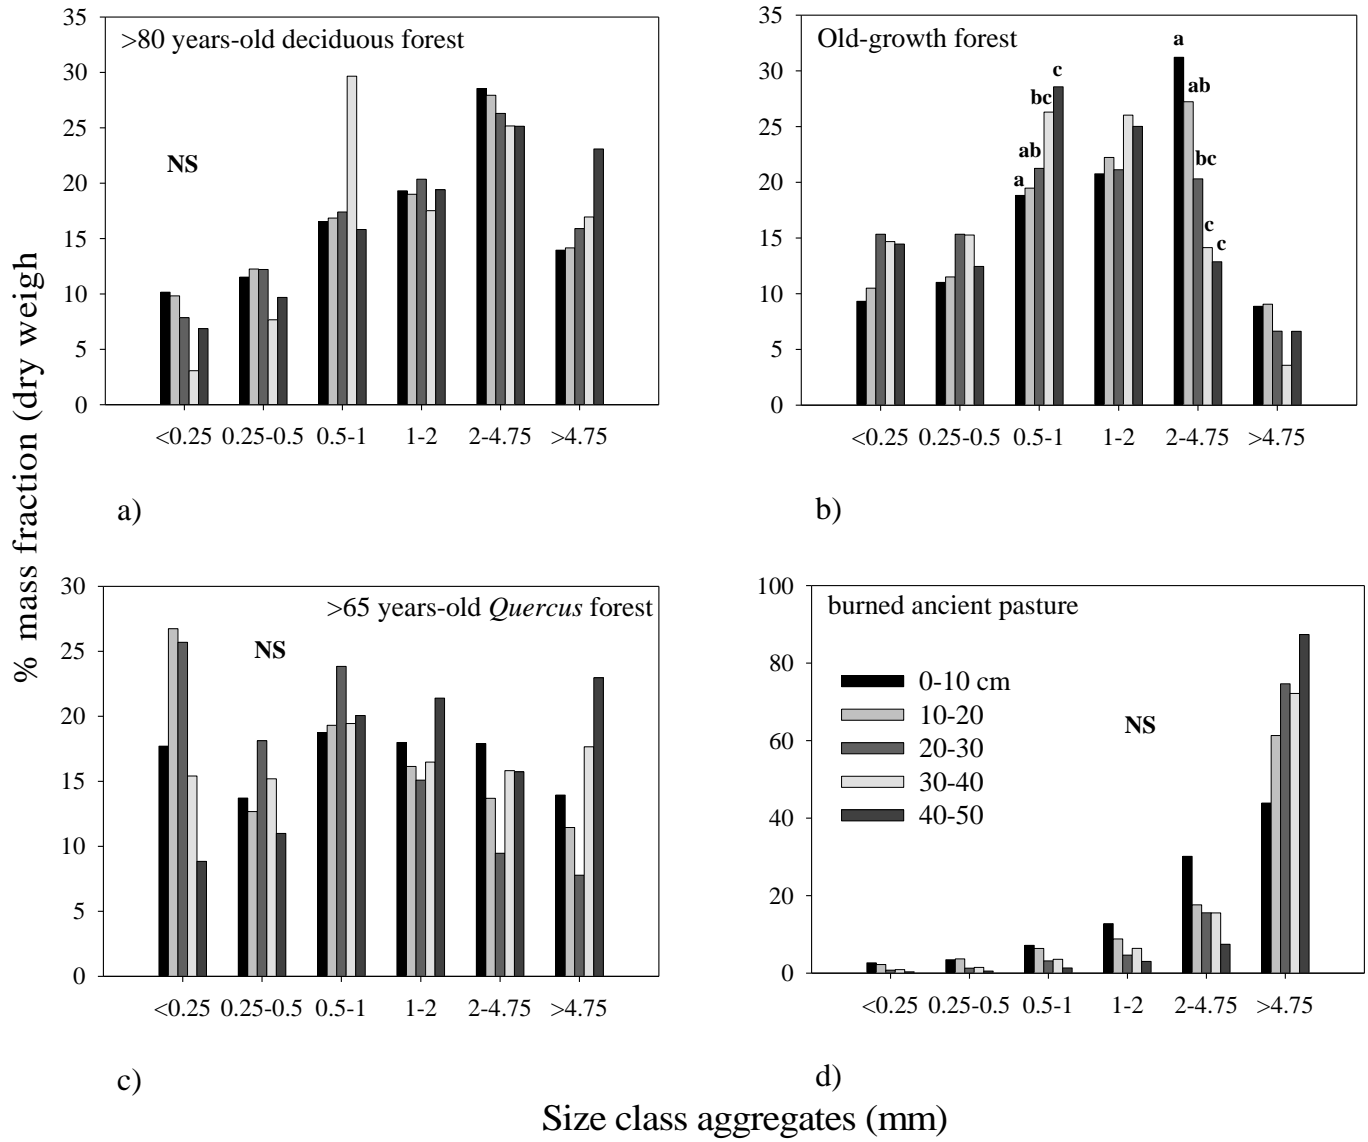 % mass fraction (dry weigh
35
30
25
20
15
10
5
0
>80 years-old deciduous forest
NS
<0.25 0.25-0.5 0.5-1 1-2 2-4.75 >4.75
a)
35
30
25
20
15
10
5
0
Old-growth forest
a ab bc c
a ab bc c c
<0.25 0.25-0.5 0.5-1 1-2 2-4.75 >4.75
b)
30
25
20
15
10
5
0
>65 years-old Quercus forest
NS
<0.25 0.25-0.5 0.5-1 1-2 2-4.75 >4.75
c)
100
80
60
40
20
0
burned ancient pasture
0-10 cm
10-20
20-30
30-40
40-50
NS
<0.25 0.25-0.5 0.5-1 1-2 2-4.75 >4.75
d)
Size class aggregates (mm)